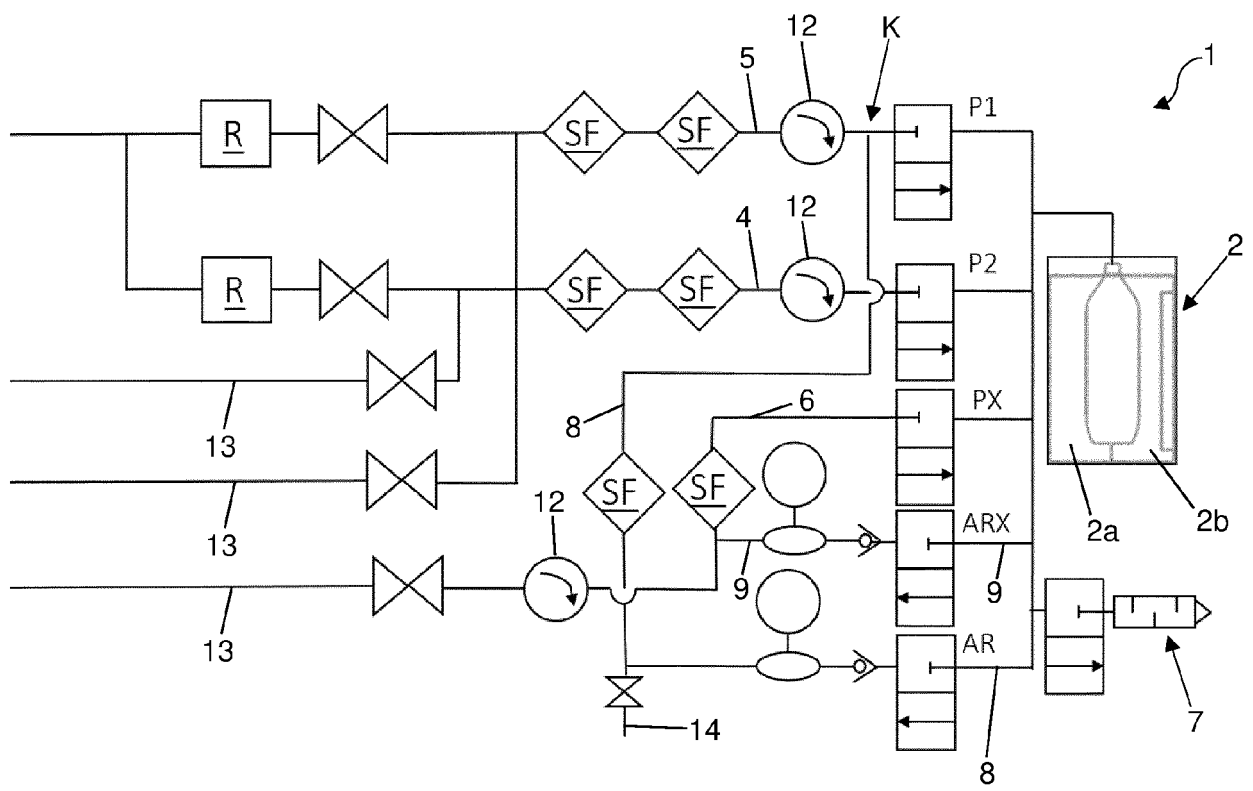 12 K
5 1
R SF SF P1
12
4 2
R SF SF P2
6 PX
8
13
SF SF
12 ARX 2a 2b
13
9 9
13 AR
14 7
8